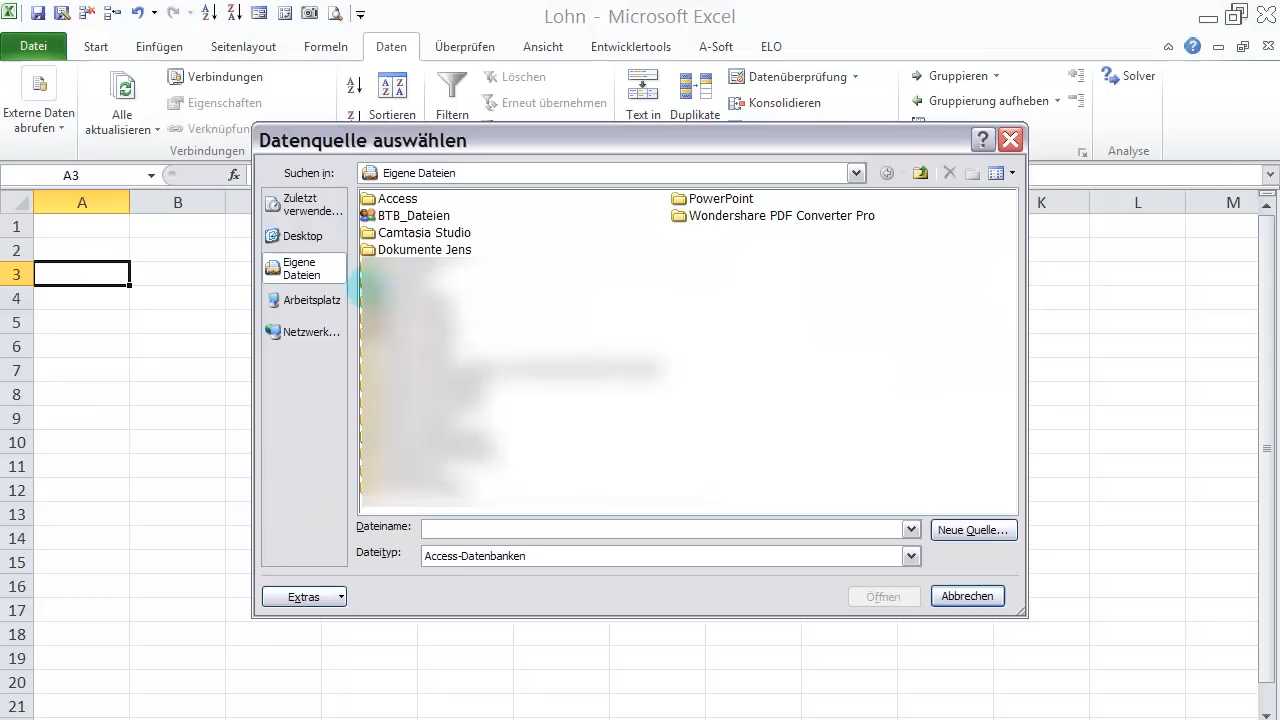 Lohn - Microsoft Excel
Datei Start Einfügen Seitenlayout Formeln Daten Überprüfen Ansicht Entwicklertools A-Soft ELO
Externe Daten
abrufen
Alle
aktualisieren
Verbindungen
Eigenschaften
Verknüpfun
Verbindungen
Sortieren
Filtern
Löschen
Erneut übernehmen
Text in
Duplikate
Datenüberprüfung
Konsolidieren
Gruppieren
Gruppierung aufheben
Solver
Analyse
A3
fx
A B K L M
1
2
3
4
5
6
7
8
9
10
11
12
13
14
15
16
17
18
19
20
21
Datenquelle auswählen
Suchen in: Eigene Dateien
Zuletzt
verwende...
Desktop
Eigene
Dateien
Arbeitsplatz
Netzwerk...
Access
BTB_Dateien
Camtasia Studio
Dokumente Jens
PowerPoint
Wondershare PDF Converter Pro
Dateiname:
Neue Quelle...
Dateityp: Access-Datenbanken
Extras
Öffnen
Abbrechen